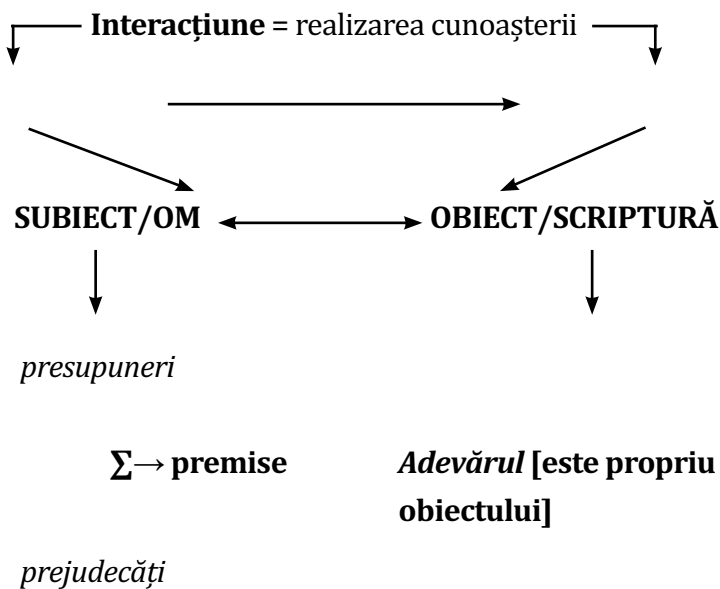 Interacțiune = realizarea cunoașterii
SUBIECT/OM OBIECT/SCRIPTURĂ
presupuneri
∑→ premise Adevărul [este propriu
obiectului]
prejudecăți